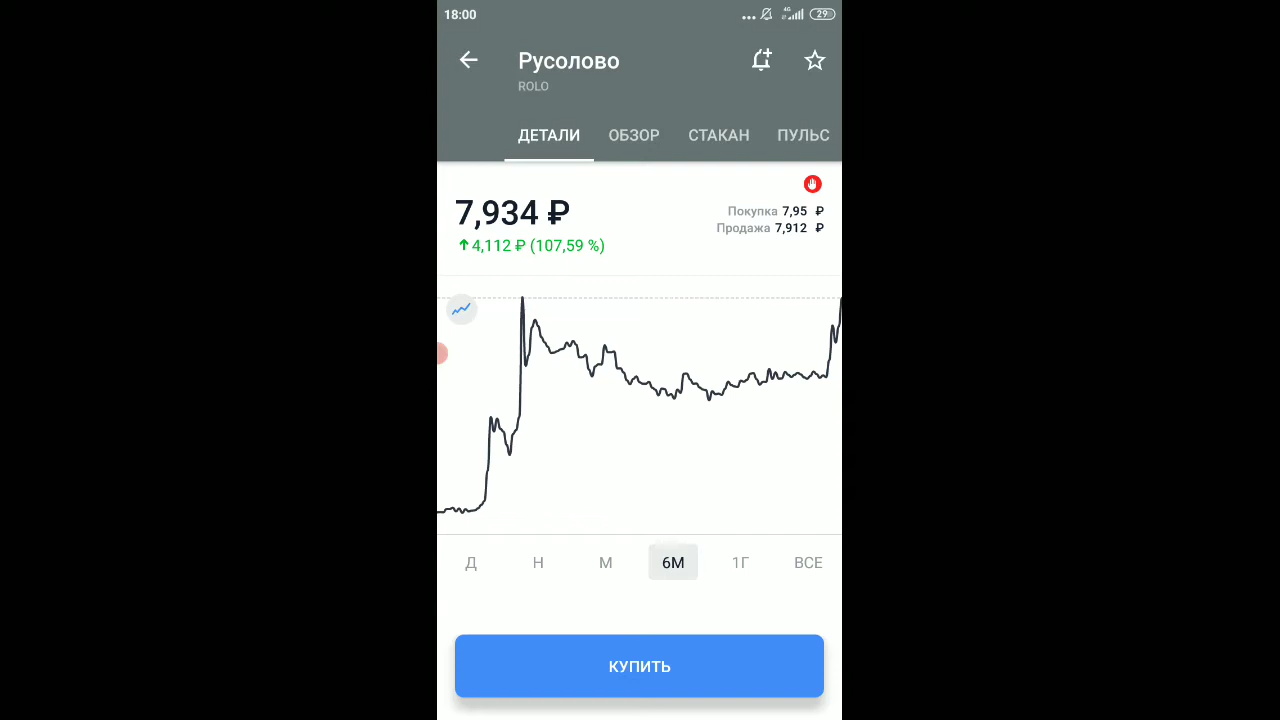 18:00 4G 29
Русолово
ROLO
ДЕТАЛИ ОБЗОР СТАКАН ПУЛЬС
7,934 ₽
Покупка 7,95 ₽
Продажа 7,912 ₽
4,112 ₽ (107,59 %)
Д Н М 6М 1Г ВСЕ
КУПИТЬ